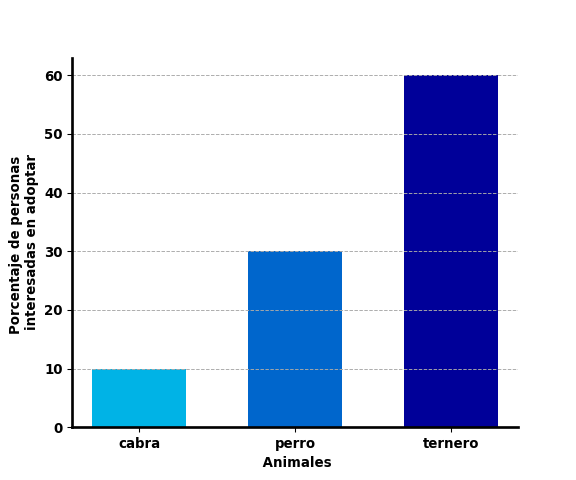 60
50
40
30
20
10
0
Porcentaje de personas
interesadas en adoptar
cabra
perro
ternero
Animales